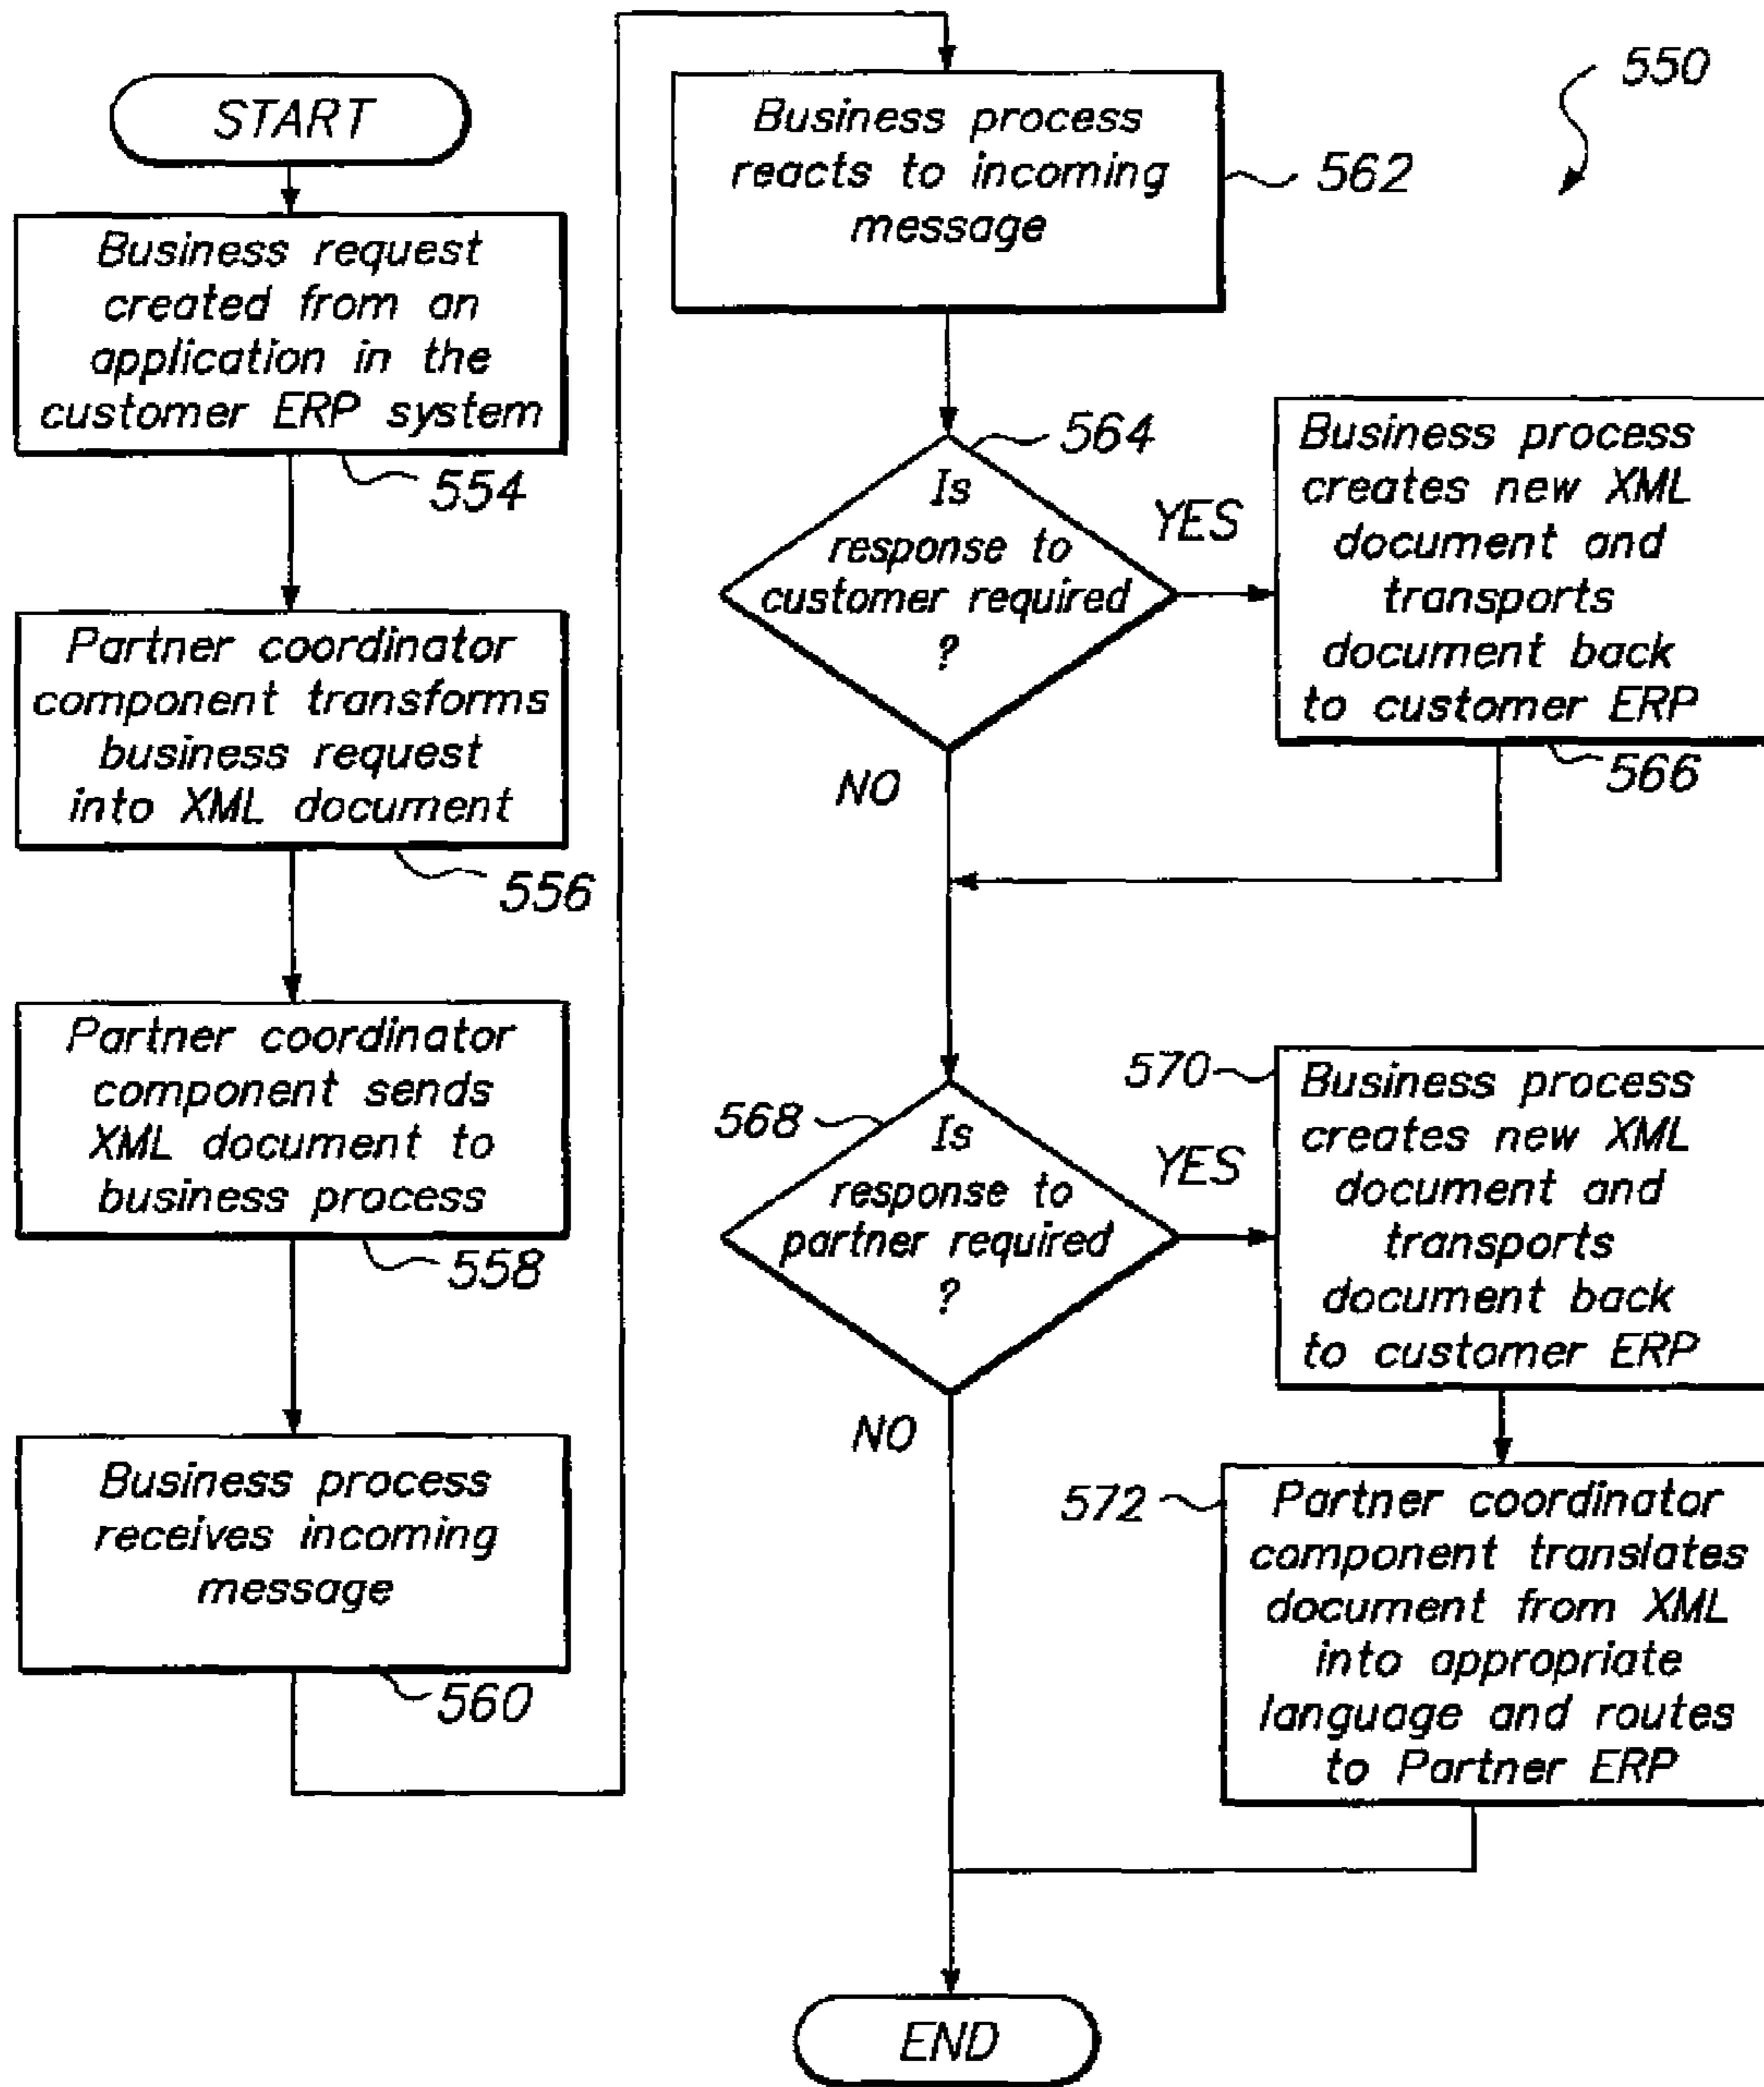 START
Business request
created from an
application in the
customer ERP system
554
Partner coordinator
component transforms
business request
into XML document
556
Partner coordinator
component sends
XML document to
business process
558
Business process
receives incoming
message
560
Business process
reacts to incoming
message
562
550
564
Is
response to
customer required
?
YES
NO
Business process
creates new XML
document and
transports
document back
to customer ERP
566
568
Is
response to
partner required
?
YES
NO
570
Business process
creates new XML
document and
transports
document back
to customer ERP
572
Partner coordinator
component translates
document from XML
into appropriate
language and routes
to Partner ERP
END